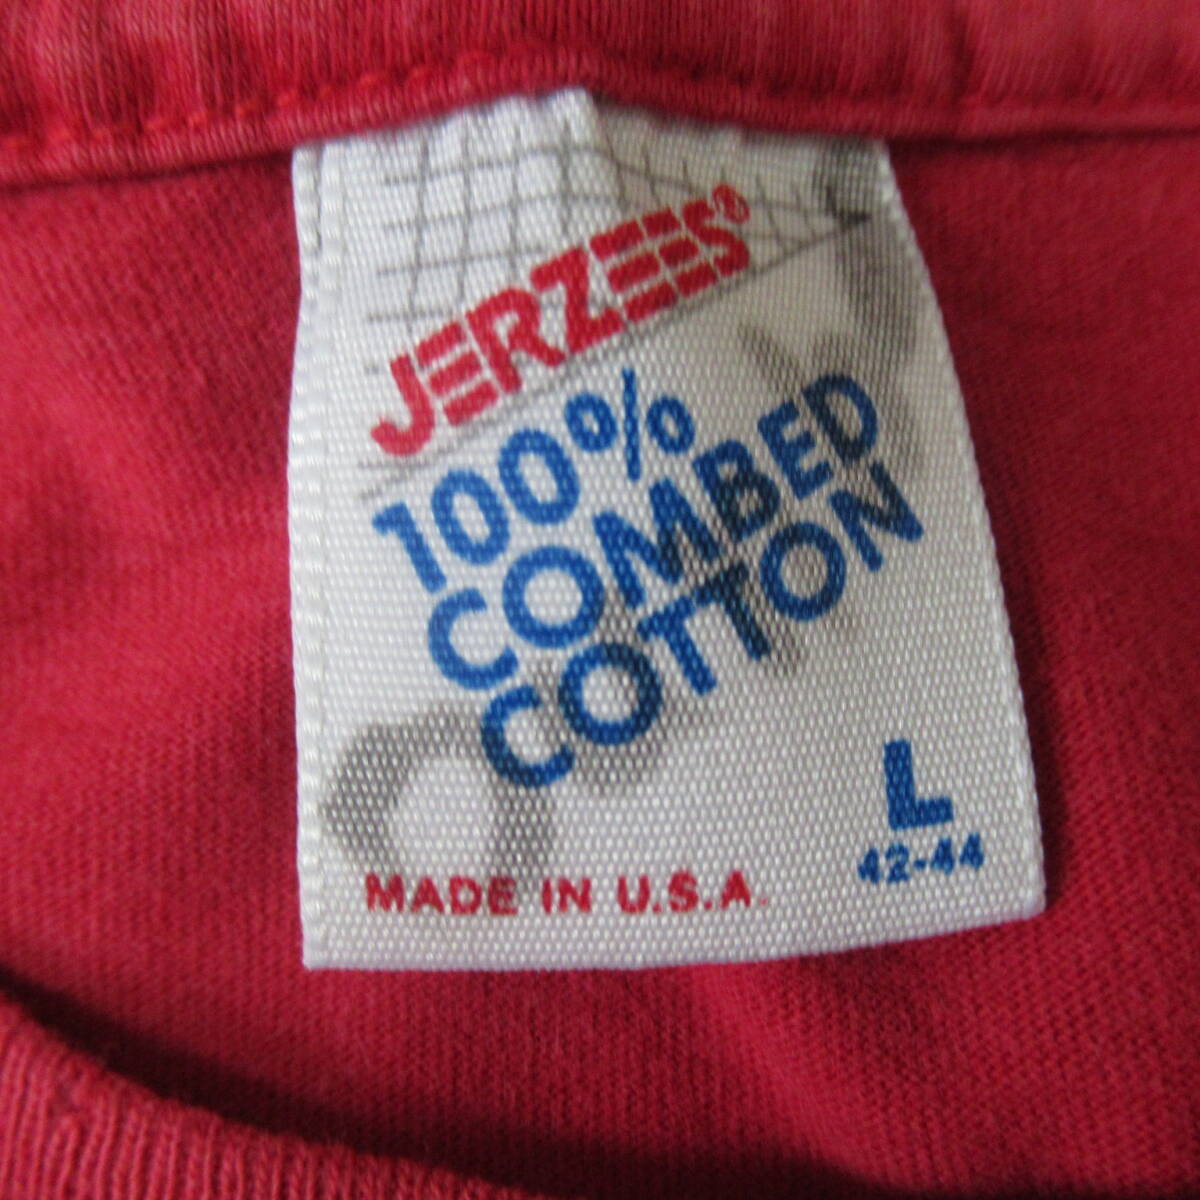 JERZEES®
100%
COMBED
COTTON
L
42-44
MADE IN U.S.A.